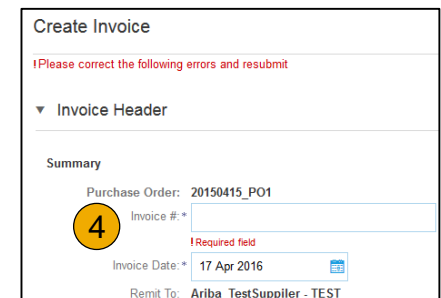 Create Invoice
!Please correct the following errors and resubmit
▼ Invoice Header
Summary
Purchase Order: 20150415_PO1
4
Invoice #:*
! Required field
Invoice Date:* 17 Apr 2016
Remit To: Ariba_TestSuppiler - TEST